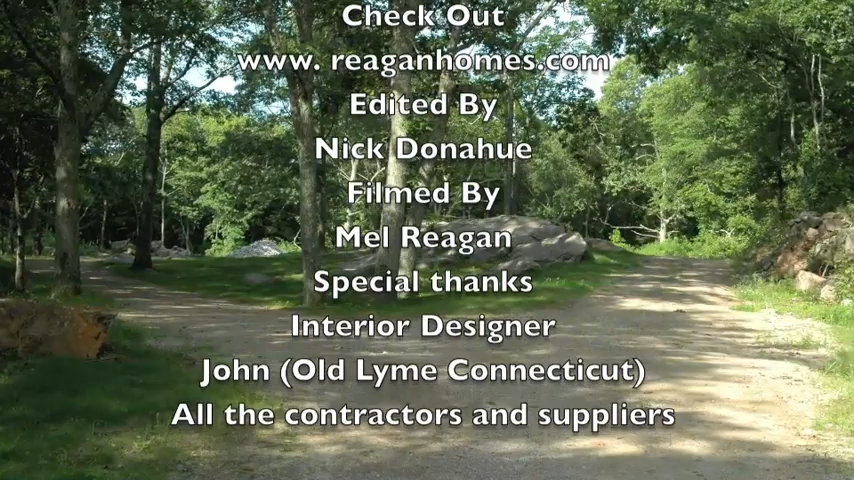 Check Out
www. reaganhomes.com
Edited By
Nick Donahue
Filmed By
Mel Reagan
Special thanks
Interior Designer
John (Old Lyme Connecticut)
All the contractors and suppliers